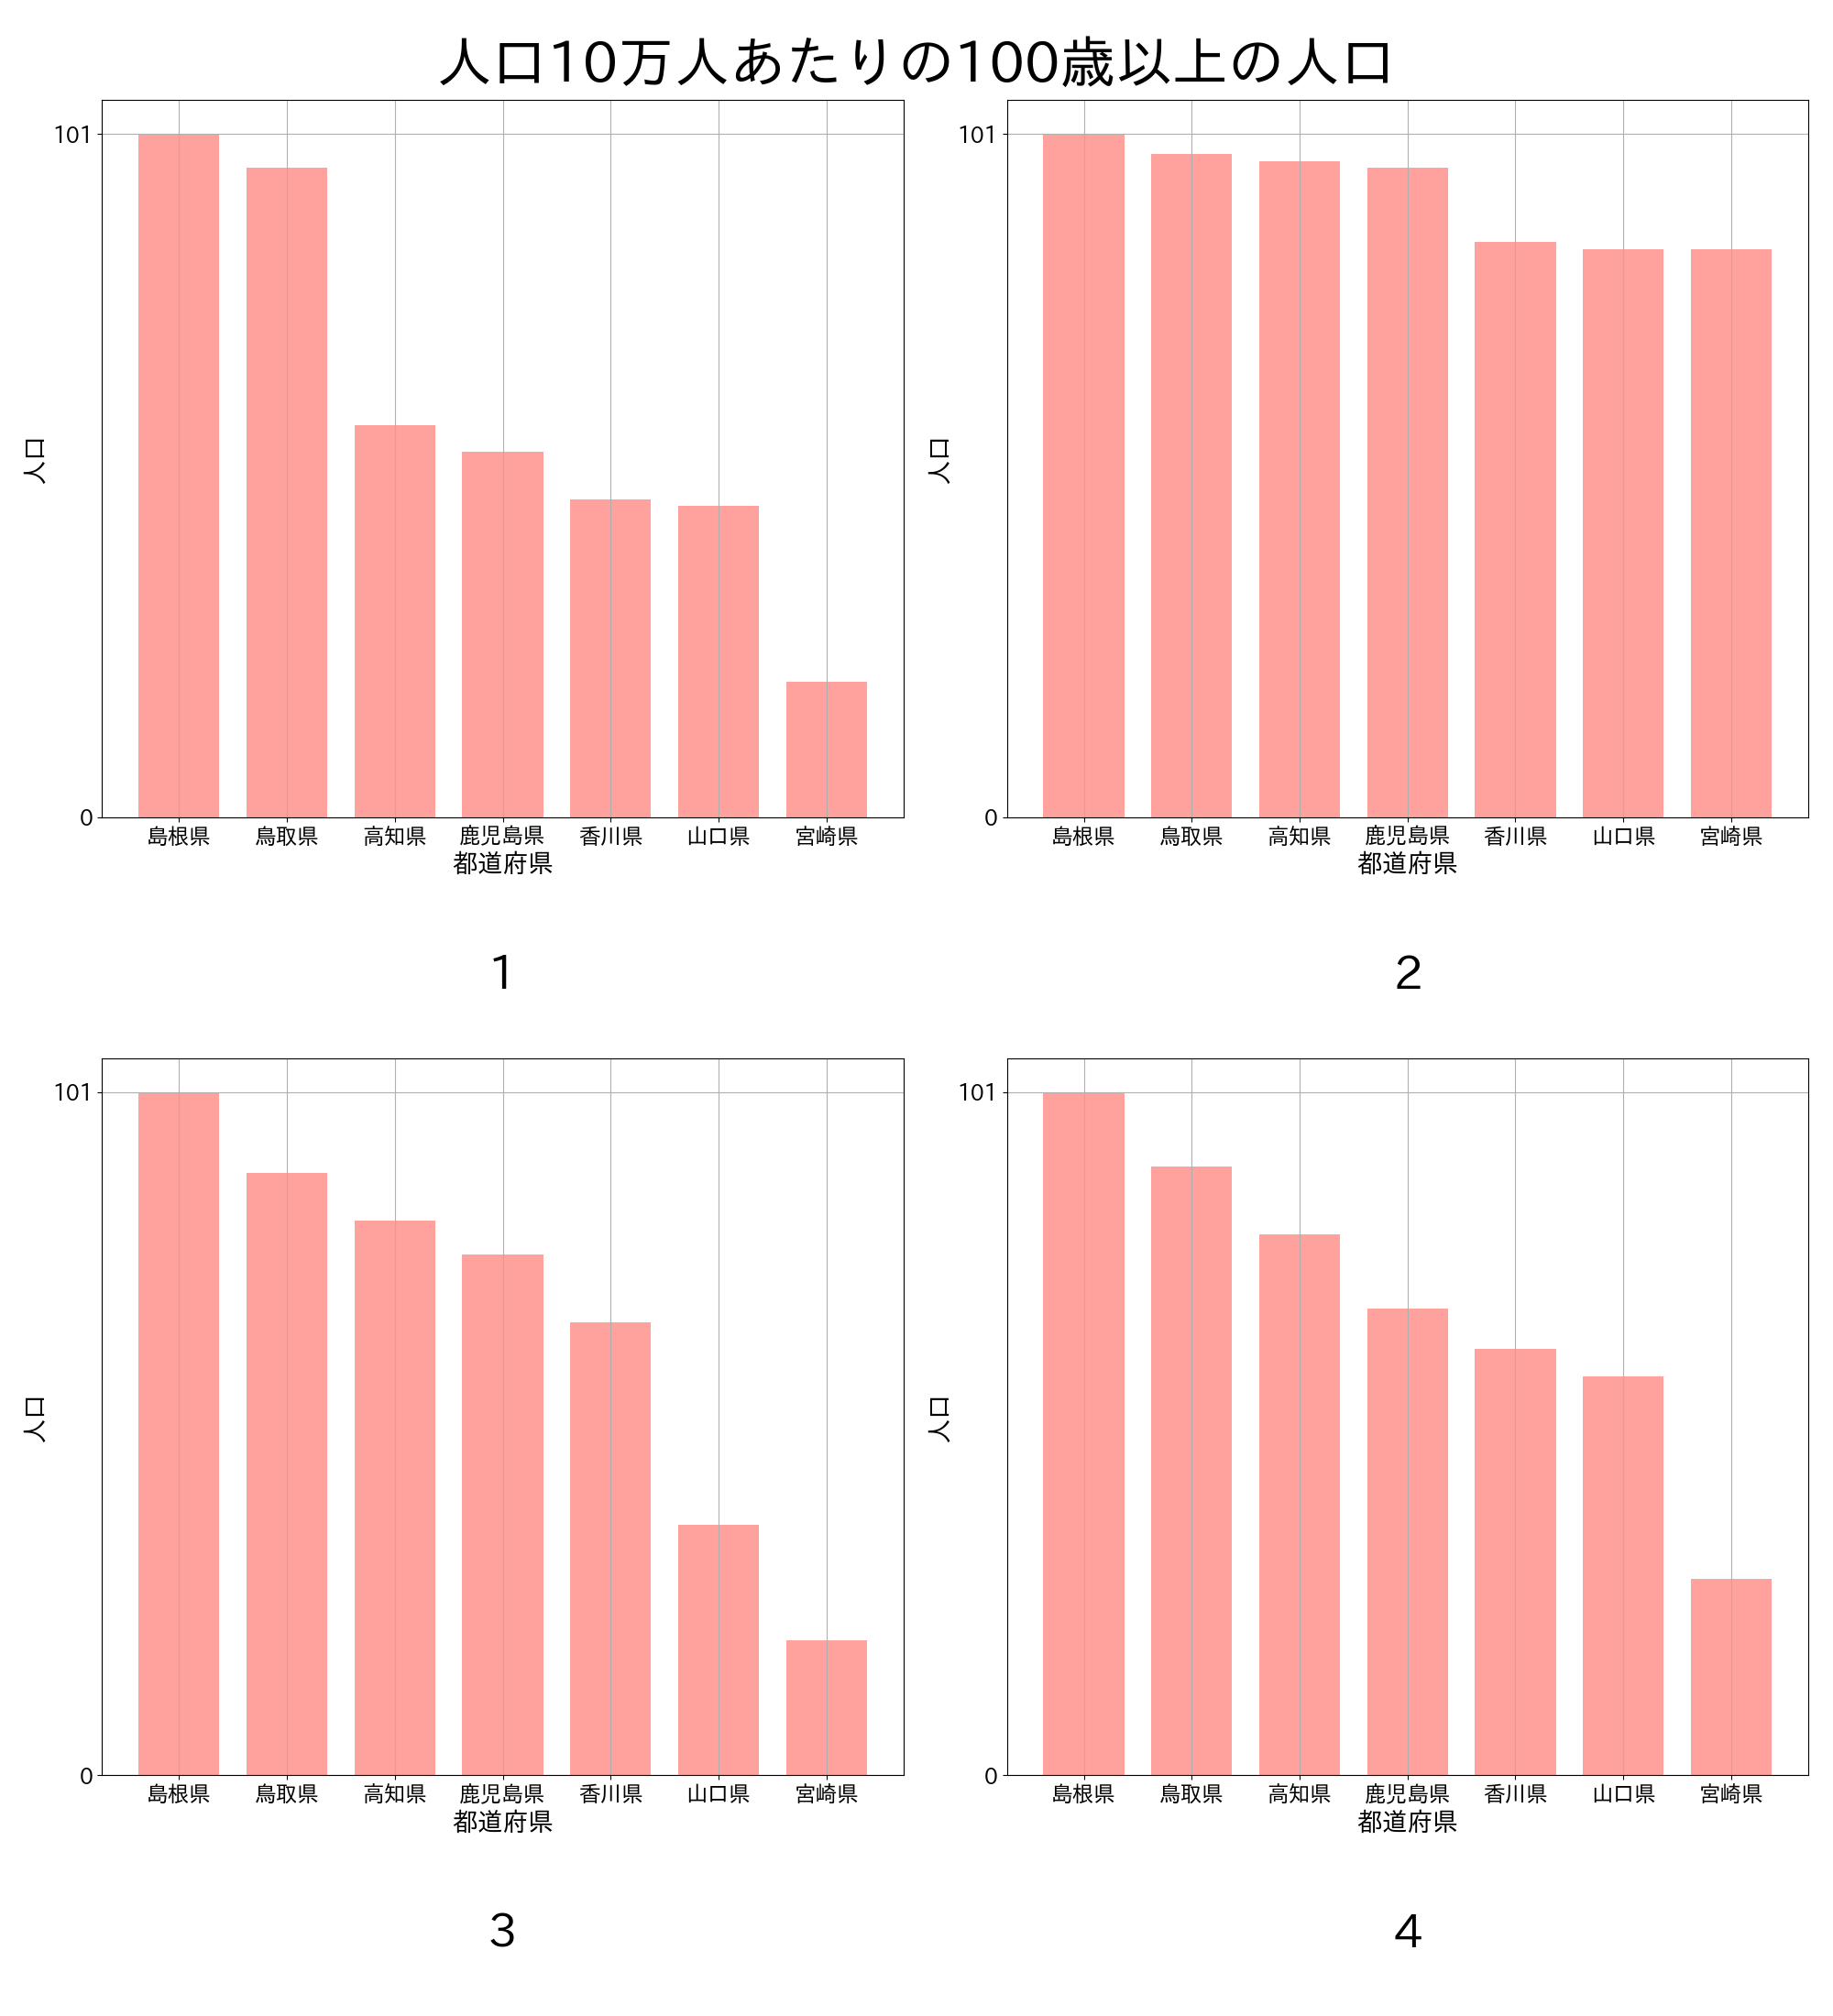 人口10万人あたりの100歳以上の人口
人口
101
0
島根県 鳥取県 高知県 鹿児島県 香川県 山口県 宮崎県
都道府県
1
人口
101
0
島根県 鳥取県 高知県 鹿児島県 香川県 山口県 宮崎県
都道府県
2
人口
101
0
島根県 鳥取県 高知県 鹿児島県 香川県 山口県 宮崎県
都道府県
3
人口
101
0
島根県 鳥取県 高知県 鹿児島県 香川県 山口県 宮崎県
都道府県
4